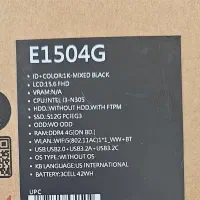 E1504G
• ID+COLOR:1K-MIXED BLACK
• LCD:15.6 FHD
• VRAM:N/A
• CPU:INTEL I3-N305
• HDD:.WITHOUT HDD.WITH FTPM
• SSD:.512G PCIEG3
• ODD:WO ODD
• RAM:DDR4 4G(ON BD.)
• WLAN:WIFI5(802.11AC)1*1_WW+BT
• USB:USB2.0+USB3.2A+USB3.2C
• OS TYPE:WITHOUT OS
• KB LANGUAGE:US INTERNATIONAL
• BATTERY:3CELL 42WH
UPC